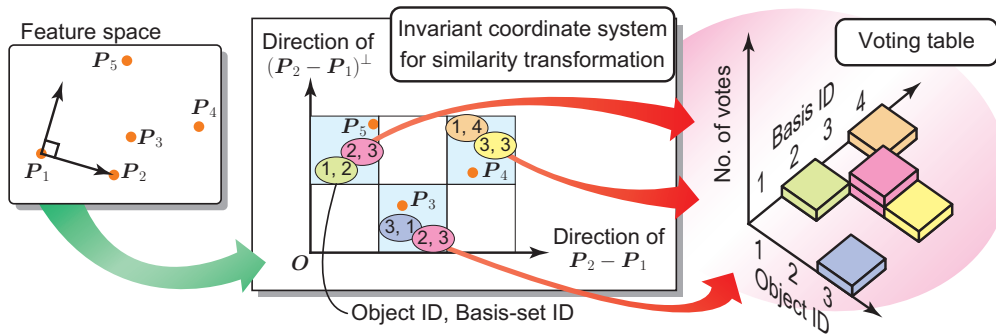 Feature space
P₅
P₄
P₃
P₁
P₂
Direction of
(P₂ − P₁)⊥
Invariant coordinate system
for similarity transformation
P₅
2, 3
1, 2
1, 4
3, 3
P₄
P₃
3, 1
2, 3
O
Direction of
P₂ − P₁
Object ID, Basis-set ID
Voting table
No. of votes
Basis ID
1
2
3
4
1
2
3
Object ID